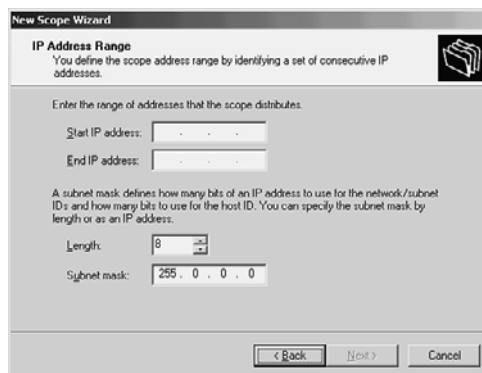 New Scope Wizard
IP Address Range
You define the scope address range by identifying a set of consecutive IP
addresses.
Enter the range of addresses that the scope distributes.
Start IP address:
End IP address:
A subnet mask defines how many bits of an IP address to use for the network/subnet
IDs and how many bits to use for the host ID. You can specify the subnet mask by
length or as an IP address.
Length: 8
Subnet mask: 255 . 0 . 0 . 0
< Back Next > Cancel